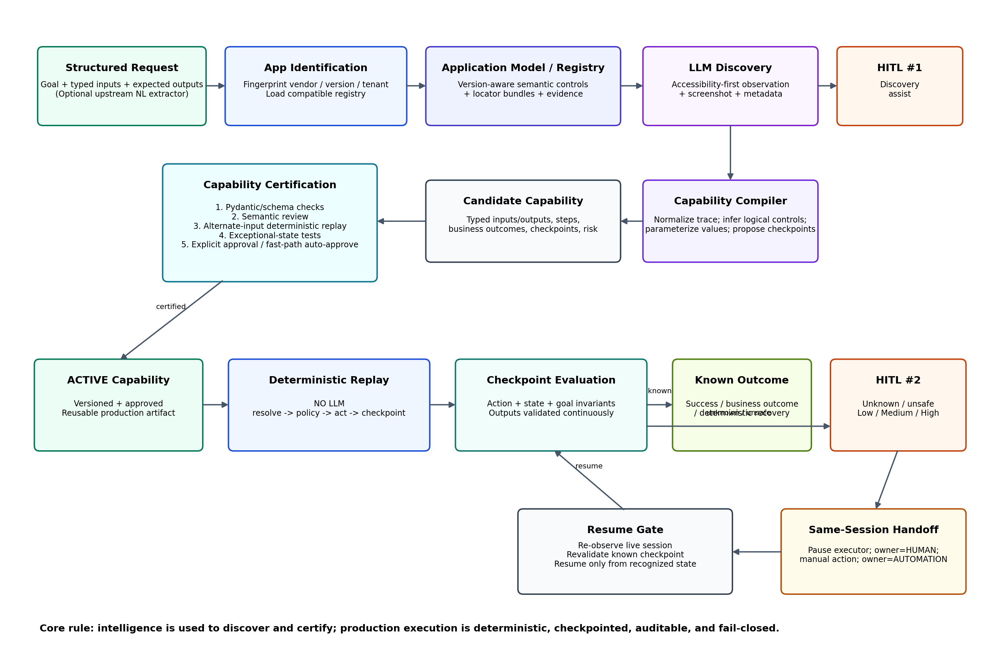 Structured Request
Goal + typed inputs + expected outputs
(Optional upstream NL extractor)
App Identification
Fingerprint vendor / version / tenant
Load compatible registry
Application Model / Registry
Version-aware semantic controls
+ locator bundles + evidence
LLM Discovery
Accessibility-first observation
+ screenshot + metadata
HITL #1
Discovery
assist
Capability Certification
1. Pydantic/schema checks
2. Semantic review
3. Alternate-input deterministic replay
4. Exceptional-state tests
5. Explicit approval / fast-path auto-approve
Candidate Capability
Typed inputs/outputs, steps,
business outcomes, checkpoints, risk
Capability Compiler
Normalize trace; infer logical controls;
parameterize values; propose checkpoints
certified
ACTIVE Capability
Versioned + approved
Reusable production artifact
Deterministic Replay
NO LLM
resolve -> policy -> act -> checkpoint
Checkpoint Evaluation
Action + state + goal invariants
Outputs validated continuously
known
Known Outcome
Success / business outcome
/ deterministic recovery
unknown / unsafe
HITL #2
Unknown / unsafe
Low / Medium / High
resume
Resume Gate
Re-observe live session
Revalidate known checkpoint
Resume only from recognized state
Same-Session Handoff
Pause executor; owner=HUMAN;
manual action; owner=AUTOMATION
Core rule: intelligence is used to discover and certify; production execution is deterministic, checkpointed, auditable, and fail-closed.